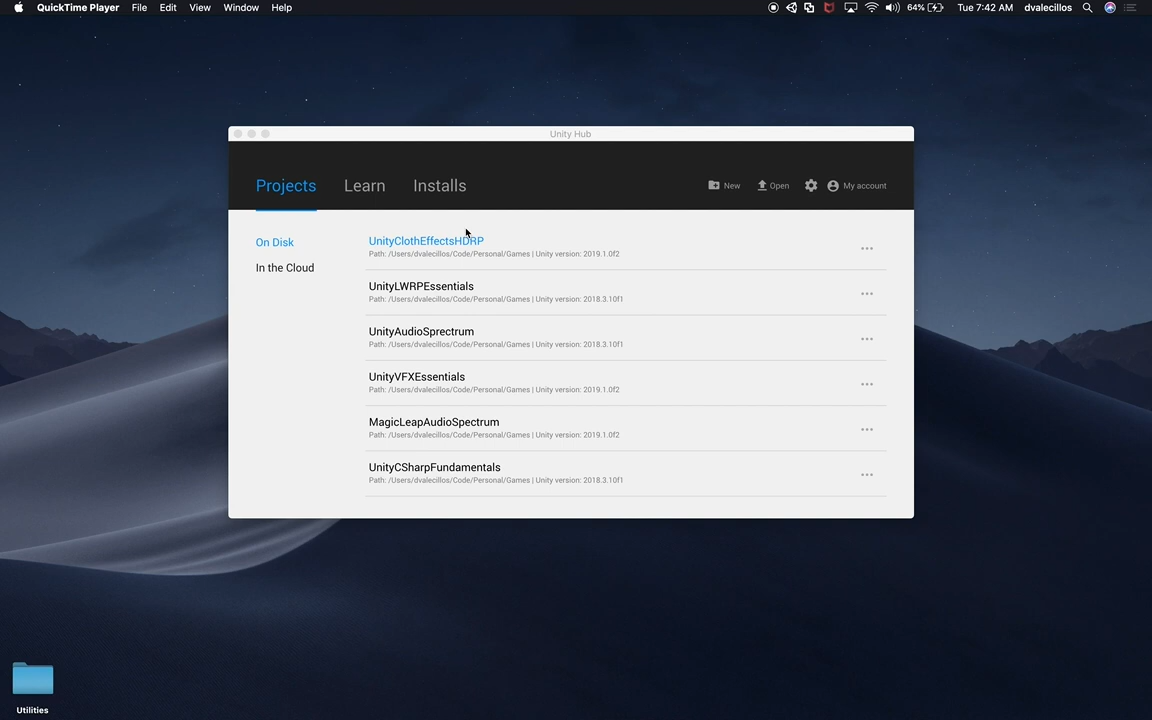 QuickTime Player File Edit View Window Help 64% Tue 7:42 AM dvalecillos
Unity Hub
Projects Learn Installs New Open My account
On Disk
In the Cloud
UnityClothEffectsHDRP
Path: /Users/dvalecillos/Code/Personal/Games | Unity version: 2019.1.0f2
UnityLWRPEssentials
Path: /Users/dvalecillos/Code/Personal/Games | Unity version: 2018.3.10f1
UnityAudioSprectrum
Path: /Users/dvalecillos/Code/Personal/Games | Unity version: 2018.3.10f1
UnityVFXEssentials
Path: /Users/dvalecillos/Code/Personal/Games | Unity version: 2019.1.0f2
MagicLeapAudioSpectrum
Path: /Users/dvalecillos/Code/Personal/Games | Unity version: 2019.1.0f2
UnityCSharpFundamentals
Path: /Users/dvalecillos/Code/Personal/Games | Unity version: 2018.3.10f1
Utilities